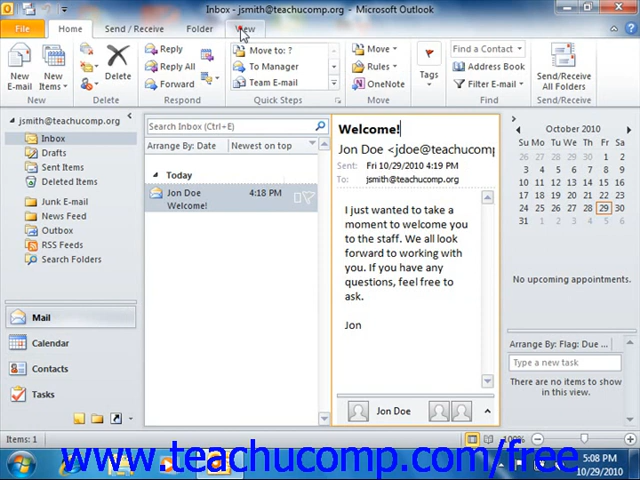 Inbox - jsmith@teachucomp.org - Microsoft Outlook
File
Home
Send / Receive
Folder
View
New E-mail
New Items
New
Delete
Delete
Reply
Reply All
Forward
Respond
Move to: ?
To Manager
Team E-mail
Quick Steps
Move
Rules
OneNote
Move
Tags
Find a Contact
Address Book
Filter E-mail
Find
Send/Receive All Folders
Send/Receive
jsmith@teachucomp.org
Inbox
Drafts
Sent Items
Deleted Items
Junk E-mail
News Feed
Outbox
RSS Feeds
Search Folders
Mail
Calendar
Contacts
Tasks
Search Inbox (Ctrl+E)
Arrange By: Date
Newest on top
Today
Jon Doe 4:18 PM
Welcome!
Welcome!
Jon Doe <jdoe@teachucomp
Sent: Fri 10/29/2010 4:19 PM
To: jsmith@teachucomp.org
I just wanted to take a
moment to welcome you
to the staff. We all look
forward to working with
you. If you have any
questions, feel free to
ask.
Jon
Jon Doe
October 2010
Su Mo Tu We Th Fr Sa
26 27 28 29 30 1 2
3 4 5 6 7 8 9
10 11 12 13 14 15 16
17 18 19 20 21 22 23
24 25 26 27 28 29 30
31 1 2 3 4 5 6
No upcoming appointments.
Arrange By: Flag: Due ...
Type a new task
There are no items to show
in this view.
Items: 1
100%
www.teachucomp.com/free
5:08 PM
10/29/2010